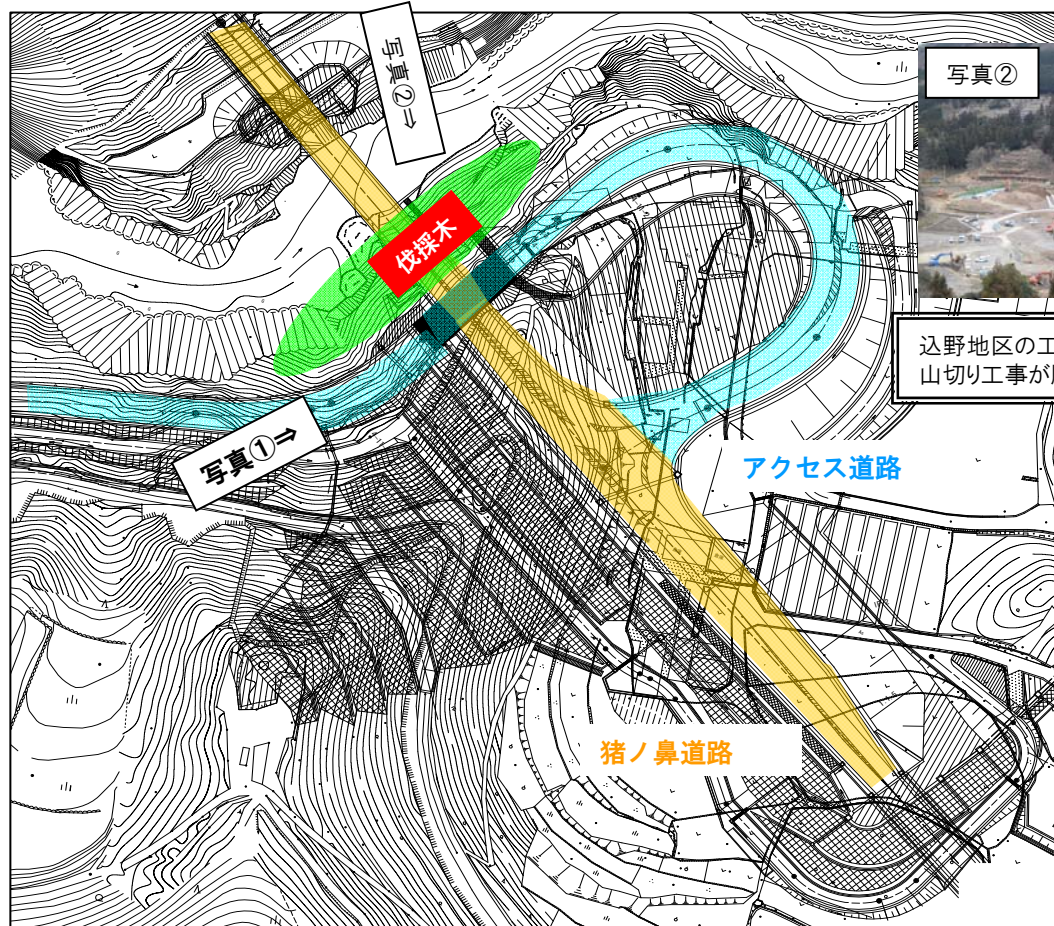 写真②⇒
写真②
伐採木
込野地区の工
山切り工事が
写真①⇒
アクセス道路
猪ノ鼻道路